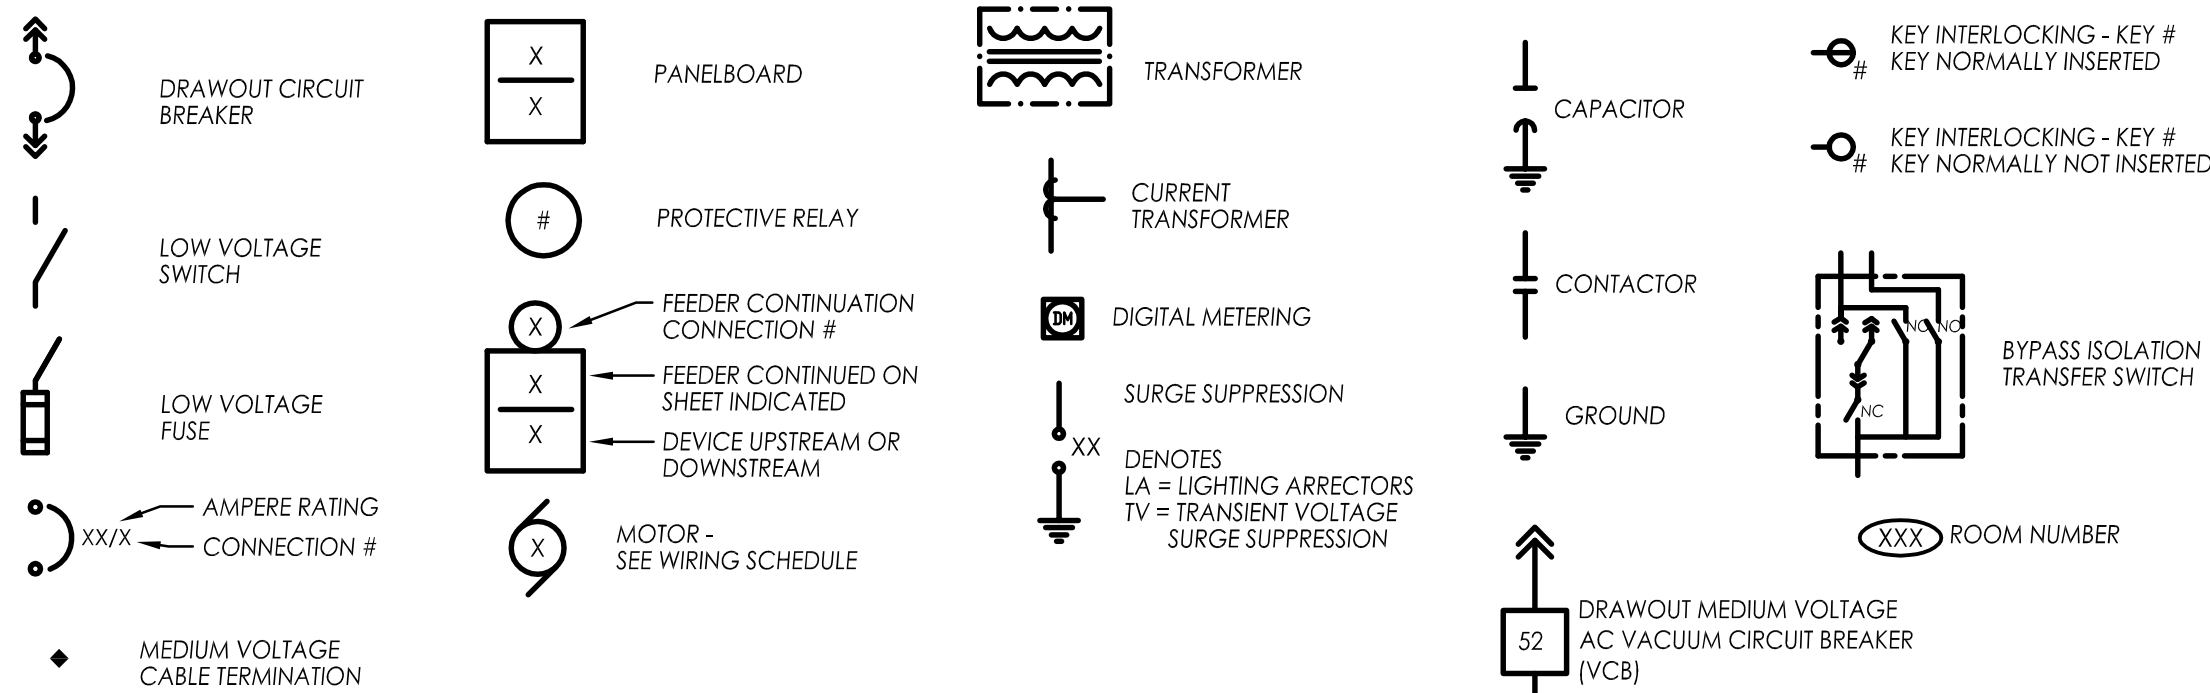 DRAWOUT CIRCUIT
BREAKER
LOW VOLTAGE
SWITCH
LOW VOLTAGE
FUSE
XX/X
AMPERE RATING
CONNECTION #
MEDIUM VOLTAGE
CABLE TERMINATION
X
X
PANELBOARD
#
PROTECTIVE RELAY
X
FEEDER CONTINUATION
CONNECTION #
X
FEEDER CONTINUED ON
SHEET INDICATED
X
DEVICE UPSTREAM OR
DOWNSTREAM
X
MOTOR -
SEE WIRING SCHEDULE
TRANSFORMER
CURRENT
TRANSFORMER
DM
DIGITAL METERING
SURGE SUPPRESSION
XX
DENOTES
LA = LIGHTING ARRECTORS
TV = TRANSIENT VOLTAGE
SURGE SUPPRESSION
CAPACITOR
CONTACTOR
GROUND
52
DRAWOUT MEDIUM VOLTAGE
AC VACUUM CIRCUIT BREAKER
(VCB)
#
KEY INTERLOCKING - KEY #
KEY NORMALLY INSERTED
#
KEY INTERLOCKING - KEY #
KEY NORMALLY NOT INSERTED
NO NO
NC
BYPASS ISOLATION
TRANSFER SWITCH
XXX
ROOM NUMBER